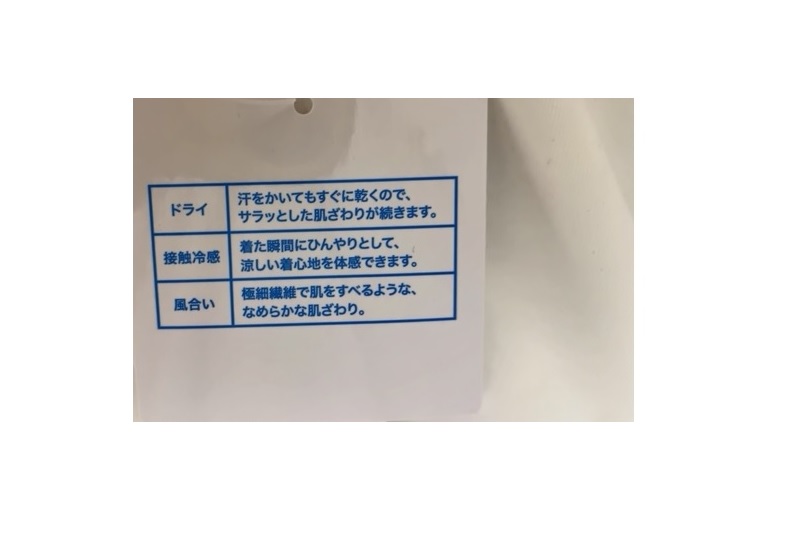 ドライ
汗をかいてもすぐに乾くので、
サラッとした肌ざわりが続きます。
接触冷感
着た瞬間にひんやりとして、
涼しい着心地を体感できます。
風合い
極細繊維で肌をすべるような、
なめらかな肌ざわり。